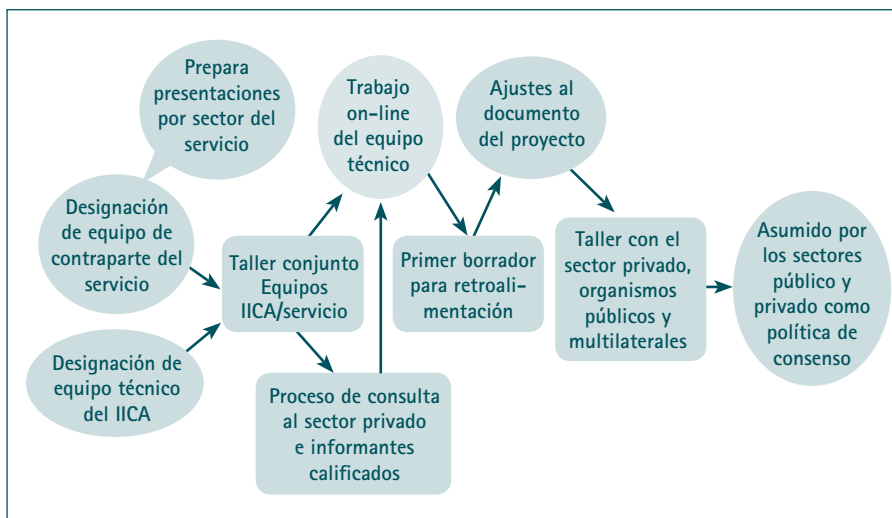 Prepara
presentaciones
por sector del
servicio
Designación
de equipo de
contraparte del
servicio
Designación de
equipo técnico
del IICA
Taller conjunto
Equipos
IICA/servicio
Proceso de consulta
al sector privado
e informantes
calificados
Trabajo
on-line
del equipo
técnico
Primer borrador
para retroali-
mentación
Ajustes al
documento
del proyecto
Taller con el
sector privado,
organismos
públicos y
multilaterales
Asumido por
los sectores
público y
privado como
política de
consenso